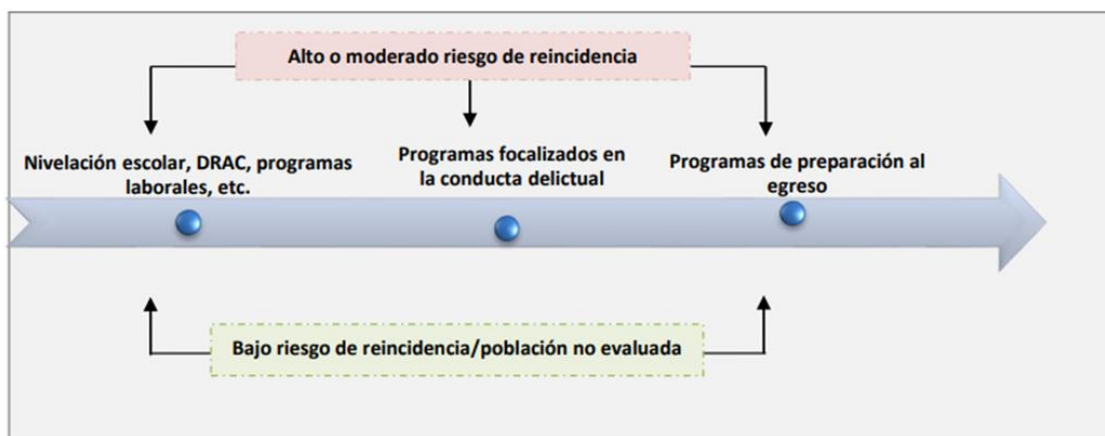 Alto o moderado riesgo de reincidencia
Nivelación escolar, DRAC, programas
laborales, etc.
Programas focalizados en
la conducta delictual
Programas de preparación al
egreso
Bajo riesgo de reincidencia/población no evaluada